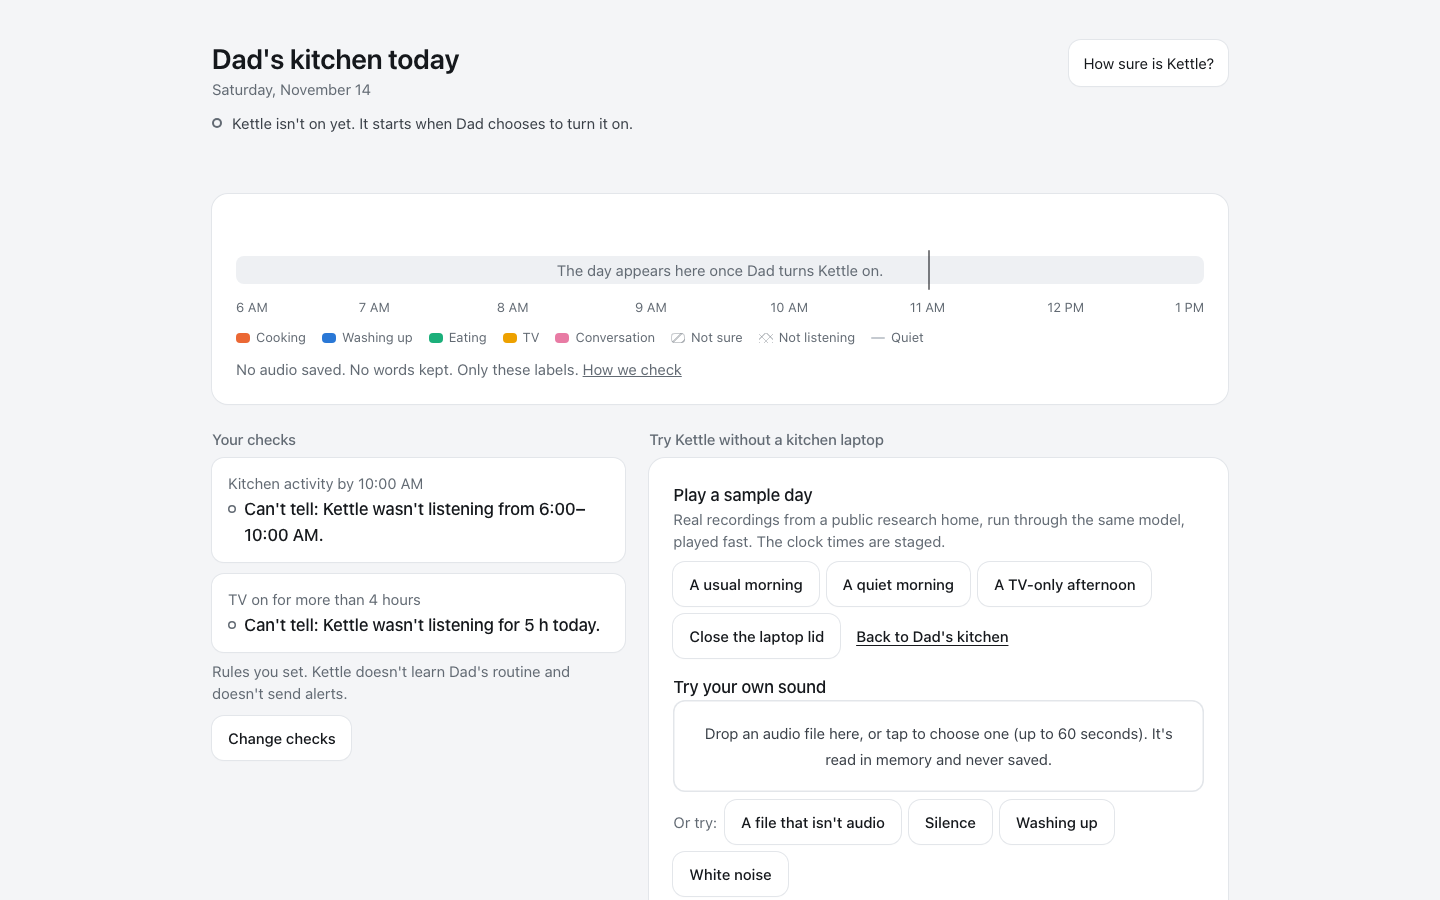 Dad's kitchen today
How sure is Kettle?
Saturday, November 14
Kettle isn't on yet. It starts when Dad chooses to turn it on.
The day appears here once Dad turns Kettle on.
6 AM 7 AM 8 AM 9 AM 10 AM 11 AM 12 PM 1 PM
Cooking Washing up Eating TV Conversation Not sure Not listening Quiet
No audio saved. No words kept. Only these labels. How we check
Your checks
Kitchen activity by 10:00 AM
Can't tell: Kettle wasn't listening from 6:00–
10:00 AM.
TV on for more than 4 hours
Can't tell: Kettle wasn't listening for 5 h today.
Rules you set. Kettle doesn't learn Dad's routine and
doesn't send alerts.
Change checks
Try Kettle without a kitchen laptop
Play a sample day
Real recordings from a public research home, run through the same model,
played fast. The clock times are staged.
A usual morning A quiet morning A TV-only afternoon
Close the laptop lid Back to Dad's kitchen
Try your own sound
Drop an audio file here, or tap to choose one (up to 60 seconds). It's
read in memory and never saved.
Or try: A file that isn't audio Silence Washing up
White noise